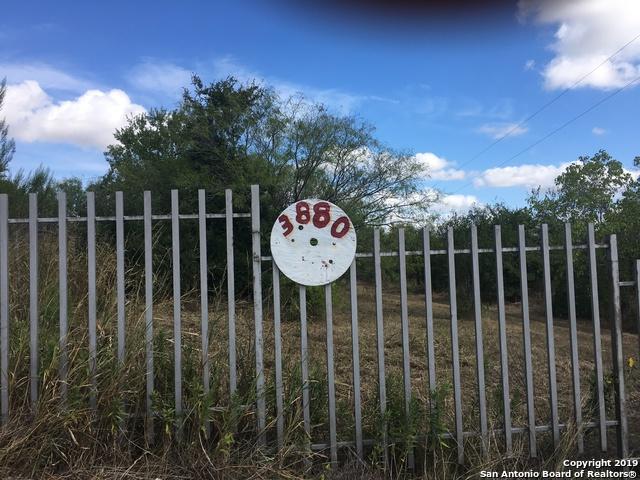 3880
Copyright 2019
San Antonio Board of Realtors®